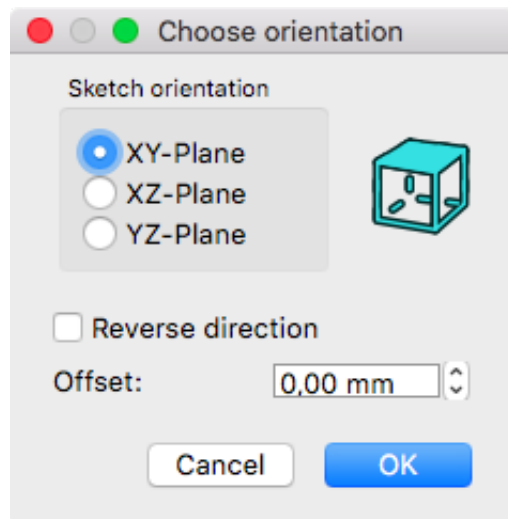 Choose orientation
Sketch orientation
XY-Plane
XZ-Plane
YZ-Plane
Reverse direction
Offset: 0,00 mm
Cancel OK